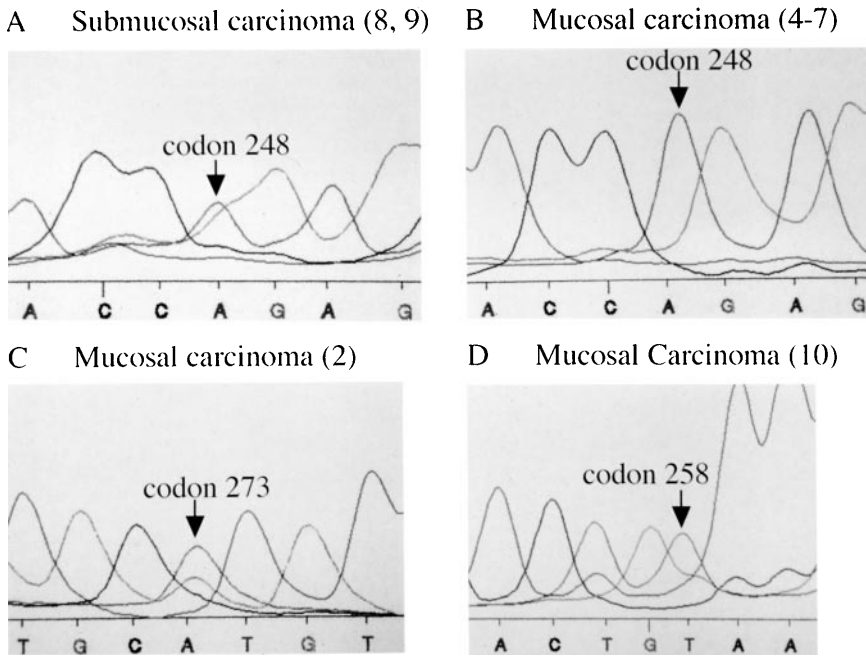 A Submucosal carcinoma (8, 9)
codon 248
A C C A G A G
B Mucosal carcinoma (4-7)
codon 248
A C C A G A G
C Mucosal carcinoma (2)
codon 273
T G C A T G T
D Mucosal Carcinoma (10)
codon 258
A C T G T A A